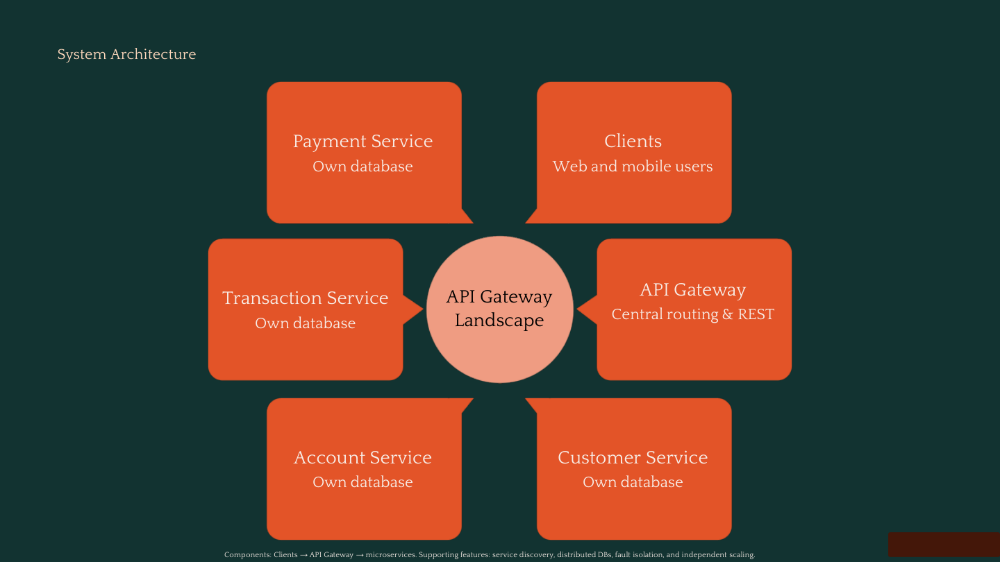 System Architecture
Payment Service
Own database
Clients
Web and mobile users
Transaction Service
Own database
API Gateway
Landscape
API Gateway
Central routing & REST
Account Service
Own database
Customer Service
Own database
Components: Clients → API Gateway → microservices. Supporting features: service discovery, distributed DBs, fault isolation, and independent scaling.